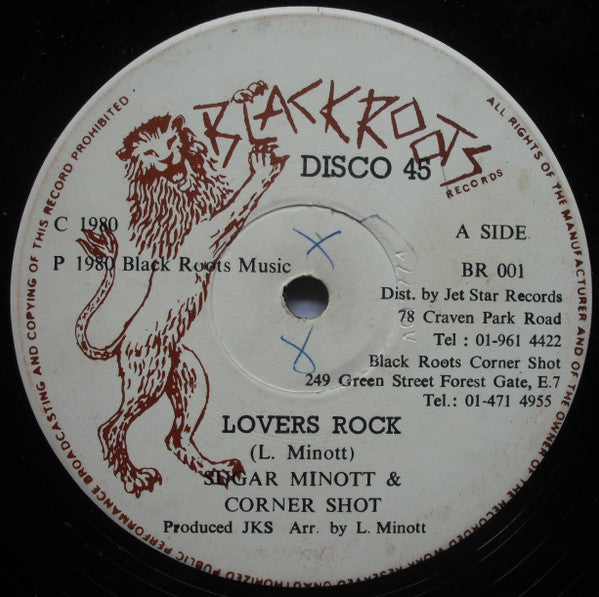 BLACKROOTS
RECORDS
DISCO 45
C 1980
P 1980 Black Roots Music
A SIDE
BR 001
Dist. by Jet Star Records
78 Craven Park Road
Tel : 01-961 4422
Black Roots Corner Shot
249 Green Street Forest Gate, E.7
Tel.: 01-471 4955
LOVERS ROCK
(L. Minott)
SUGAR MINOTT &
CORNER SHOT
Produced JKS Arr. by L. Minott
ALL RIGHTS OF THE MANUFACTURER AND OF THE OWNER OF THE RECORDED WORK RESERVED UNAUTHORIZED PUBLIC PERFORMANCE BROADCASTING AND COPYING OF THIS RECORD PROHIBITED